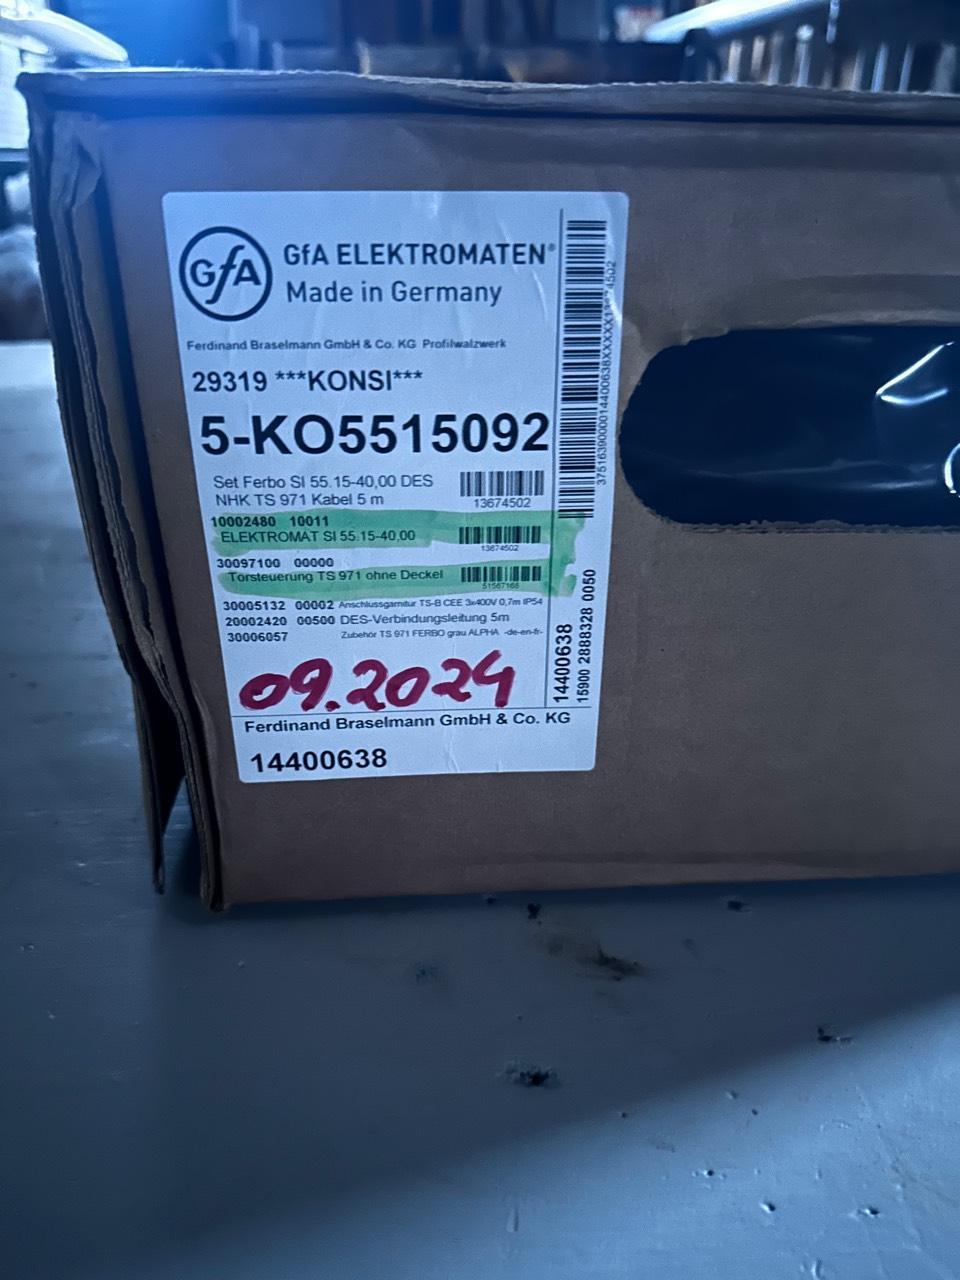 GfA
GfA ELEKTROMATEN®
Made in Germany
Ferdinand Braselmann GmbH & Co. KG Profilwalzwerk
29319 ***KONSI***
5-KO5515092
Set Ferbo SI 55.15-40,00 DES
NHK TS 971 Kabel 5 m
13674502
10002480 10011
ELEKTROMAT SI 55.15-40,00
13674502
30097100 00000
Torsteuerung TS 971 ohne Deckel
51567168
30005132 00002 Anschlussgarnitur TS-B CEE 3x400V 0,7m IP54
20002420 00500 DES-Verbindungsleitung 5m
30006057 Zubehör TS 971 FERBO grau ALPHA -de-en-fr-
09.2024
Ferdinand Braselmann GmbH & Co. KG
14400638
14400638
15900 2888328 0050